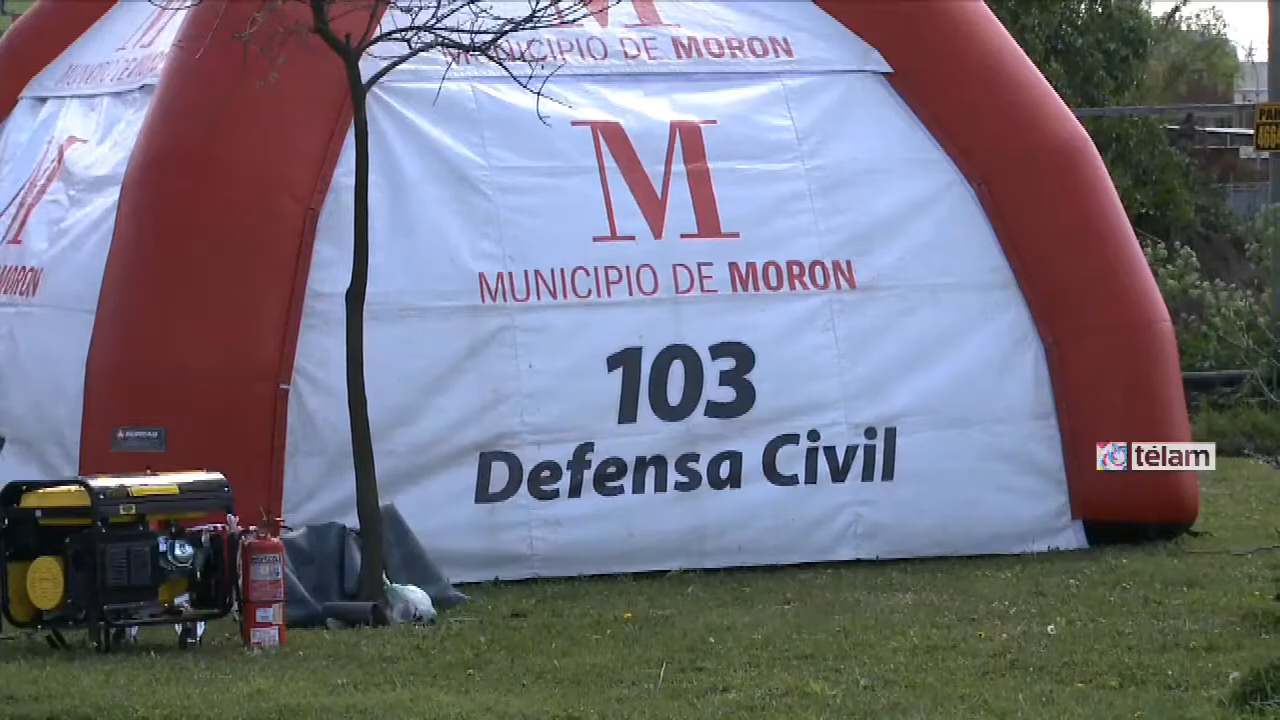 MUNICIPIO DE MORON
M
MUNICIPIO DE MORON
103
Defensa Civil
M
MORON
télam